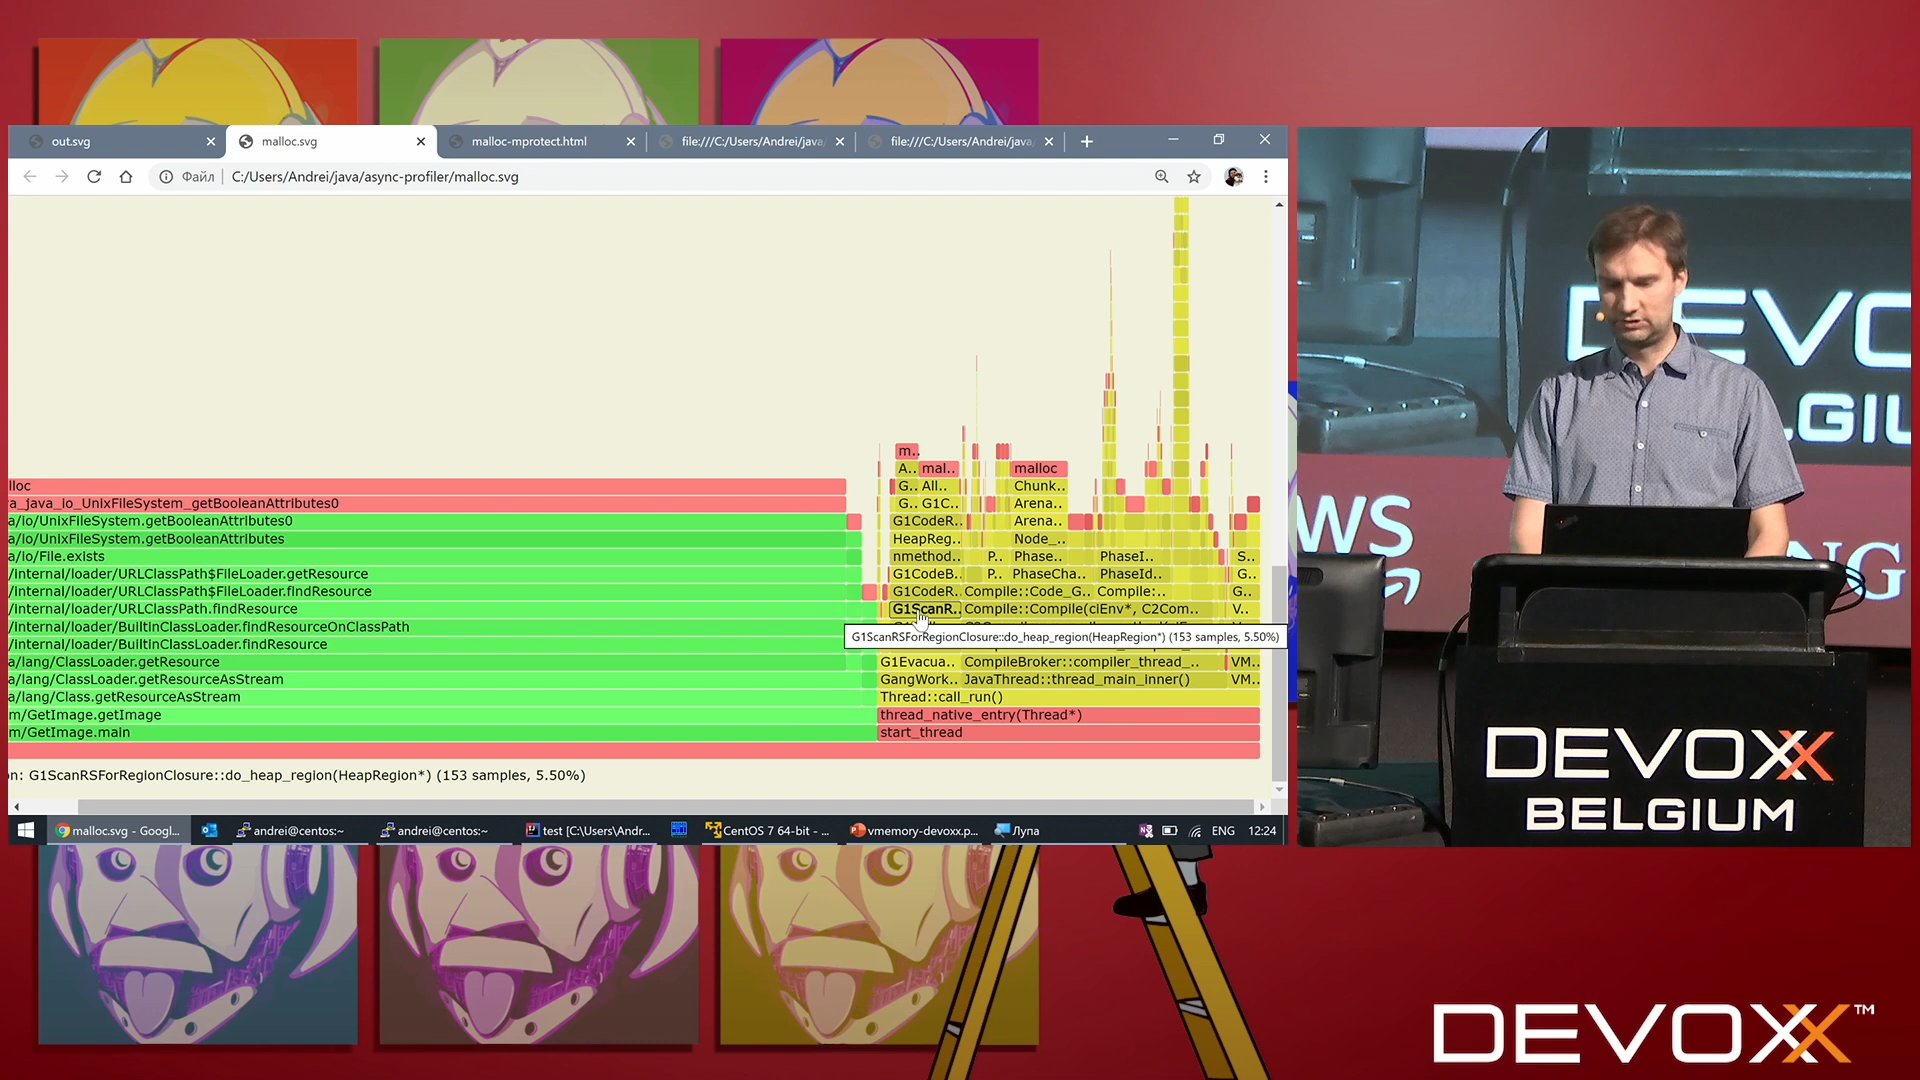 out.svg
malloc.svg
malloc-mprotect.html
file:///C:/Users/Andrei/java/
file:///C:/Users/Andrei/java/
Файл
C:/Users/Andrei/java/async-profiler/malloc.svg
m..
A.. mal.. malloc
lloc
G.. All.. Chunk..
a_java_io_UnixFileSystem_getBooleanAttributes0
G.. G1C.. Arena..
a/io/UnixFileSystem.getBooleanAttributes0
G1CodeR.. Arena..
a/io/UnixFileSystem.getBooleanAttributes
HeapReg.. Node_..
a/io/File.exists
nmethod.. P.. Phase.. PhaseI.. S..
/internal/loader/URLClassPath$FileLoader.getResource
G1CodeB.. P.. PhaseCha.. PhaseId.. G..
/internal/loader/URLClassPath$FileLoader.findResource
G1CodeR.. Compile::Code_G.. Compile:.. G..
/internal/loader/URLClassPath.findResource
G1ScanR.. Compile::Compile(ciEnv*, C2Com.. V..
/internal/loader/BuiltinClassLoader.findResourceOnClassPath
G1ScanRSForRegionClosure::do_heap_region(HeapRegion*) (153 samples, 5.50%)
/internal/loader/BuiltinClassLoader.findResource
a/lang/ClassLoader.getResource
G1Evacua.. CompileBroker::compiler_thread_.. VM..
a/lang/ClassLoader.getResourceAsStream
GangWork.. JavaThread::thread_main_inner() VM..
a/lang/Class.getResourceAsStream
Thread::call_run()
m/GetImage.getImage
thread_native_entry(Thread*)
m/GetImage.main
start_thread
on: G1ScanRSForRegionClosure::do_heap_region(HeapRegion*) (153 samples, 5.50%)
malloc.svg - Googl...
andrei@centos:~
andrei@centos:~
test [C:\Users\Andr...
CentOS 7 64-bit - ...
vmemory-devoxx.p...
Лупа
ENG
12:24
DEVO
.GIU
WS
NG
DEVOXX
BELGIUM
DEVOXX™